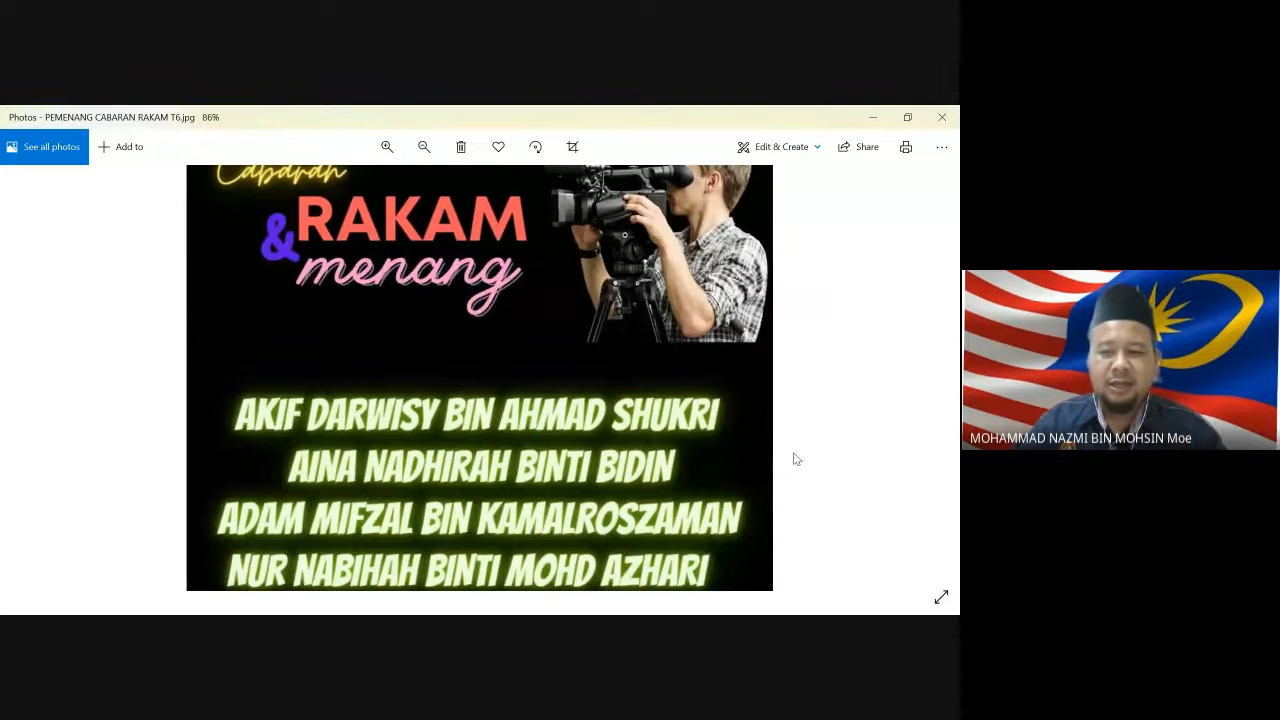 Photos - PEMENANG CABARAN RAKAM T6.jpg 86%
See all photos
Add to
Edit & Create
Share
Cabaran
RAKAM
&
menang
AKIF DARWISY BIN AHMAD SHUKRI
AINA NADHIRAH BINTI BIDIN
ADAM MIFZAL BIN KAMALROSZAMAN
NUR NABIHAH BINTI MOHD AZHARI
MOHAMMAD NAZMI BIN MOHSIN Moe